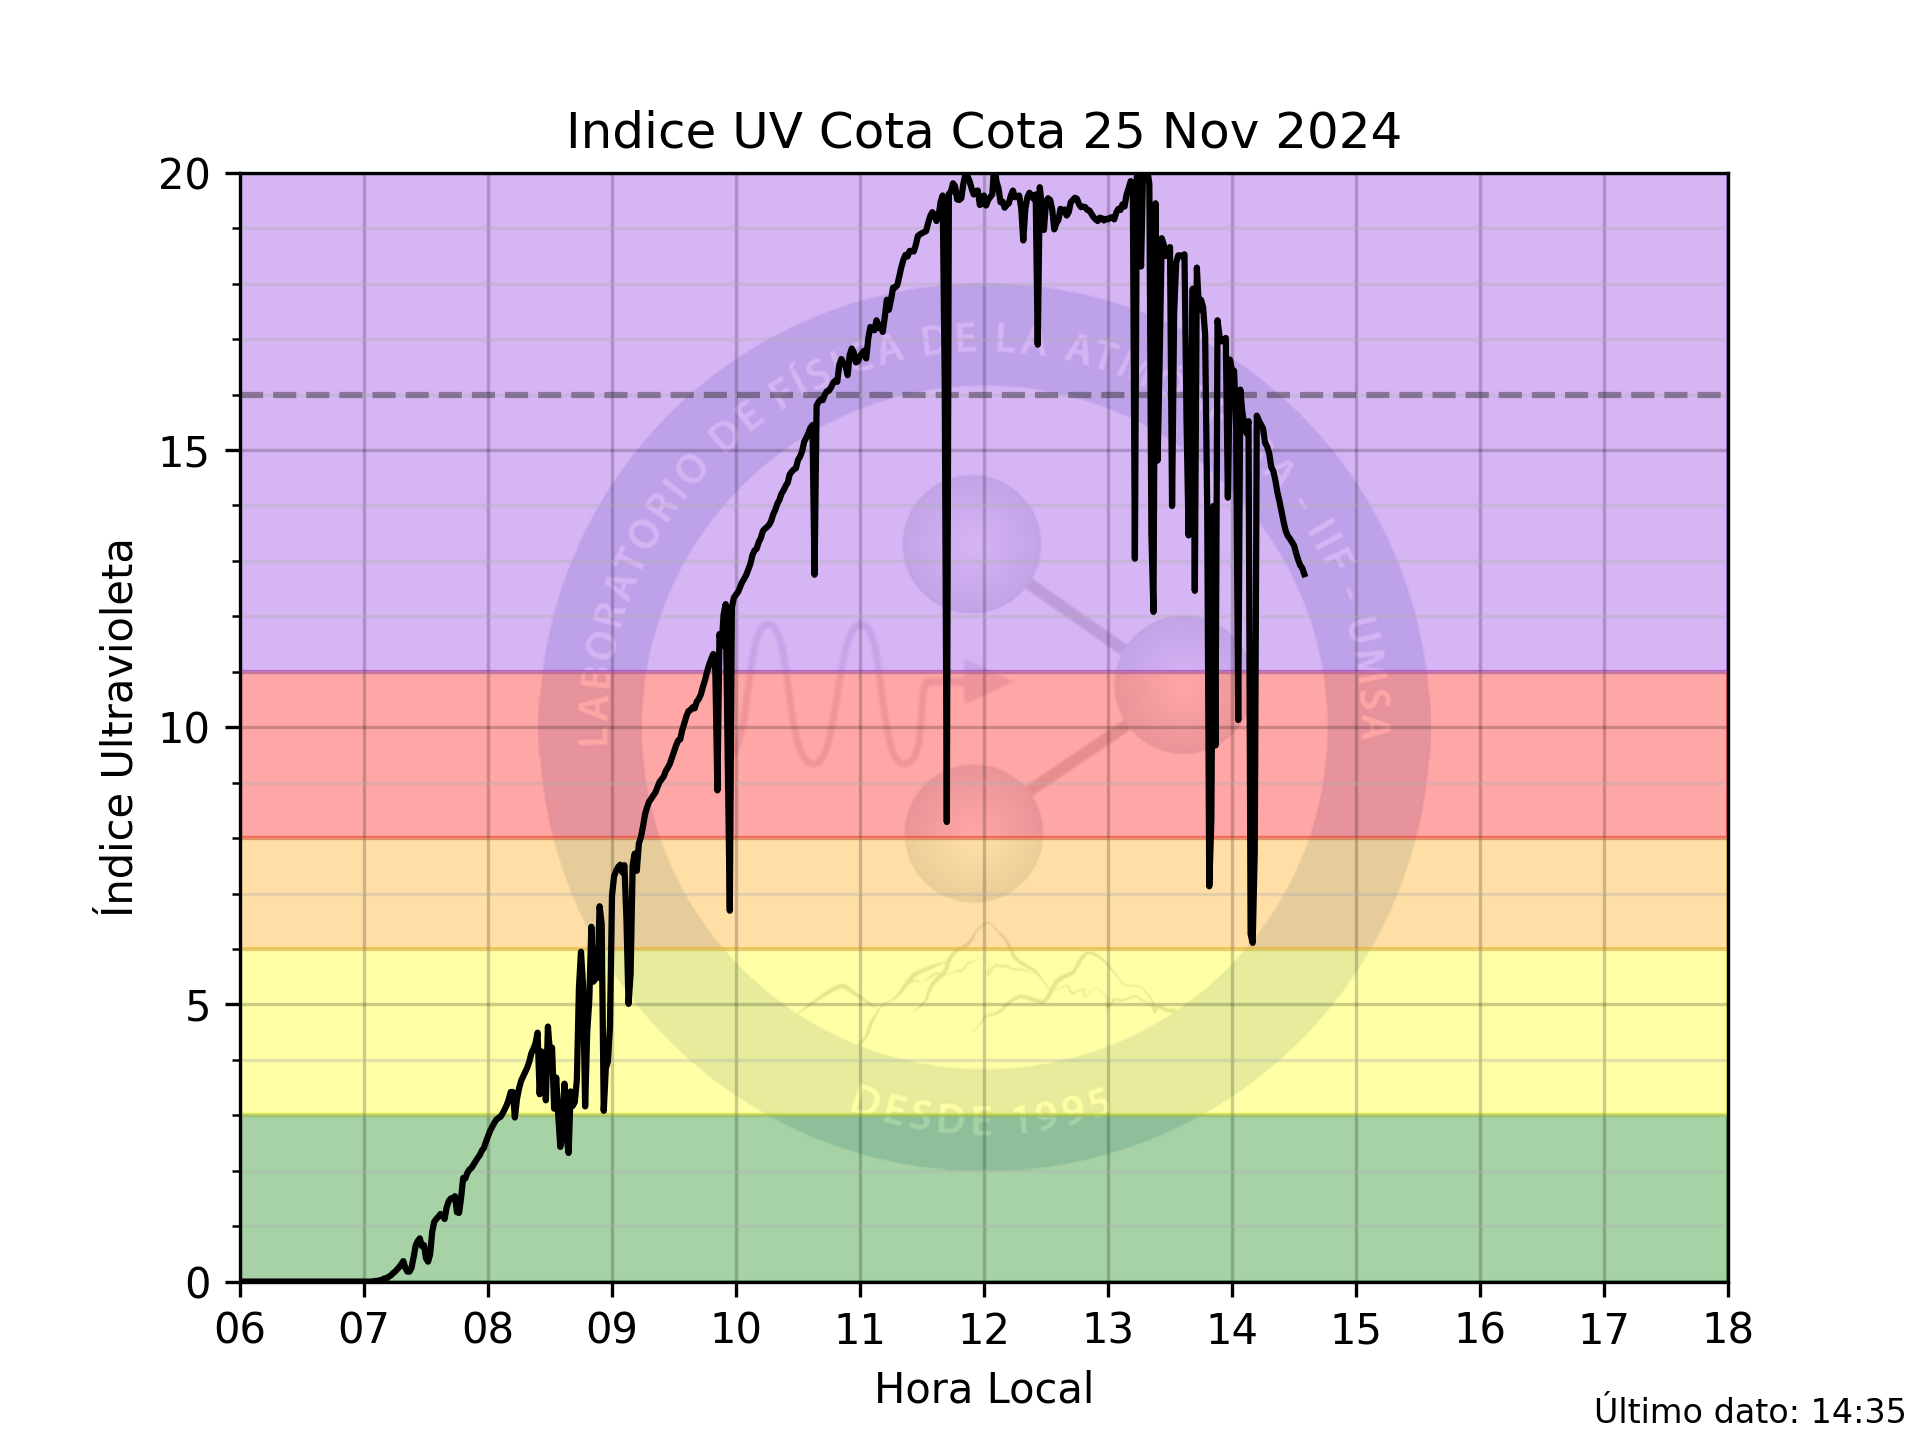 Indice UV Cota Cota 25 Nov 2024
20
15
10
5
0
Índice Ultravioleta
LABORATORIO DE FÍSICA DE LA - IIF - UMSA
DESDE 1995
06 07 08 09 10 11 12 13 14 15 16 17 18
Hora Local
Último dato: 14:35